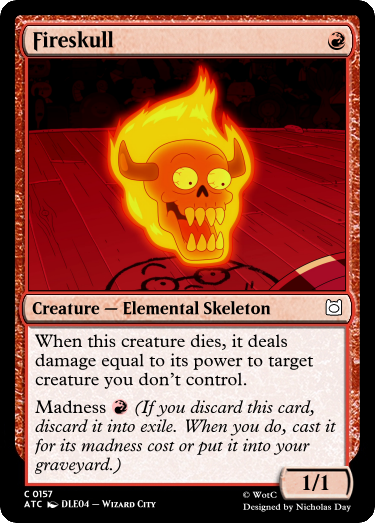 Fireskull
Creature — Elemental Skeleton
When this creature dies, it deals
damage equal to its power to target
creature you don't control.
Madness (If you discard this card,
discard it into exile. When you do, cast it
for its madness cost or put it into your
graveyard.)
1/1
C 0157
ATC DLE04 – Wizard City
© WotC
Designed by Nicholas Day